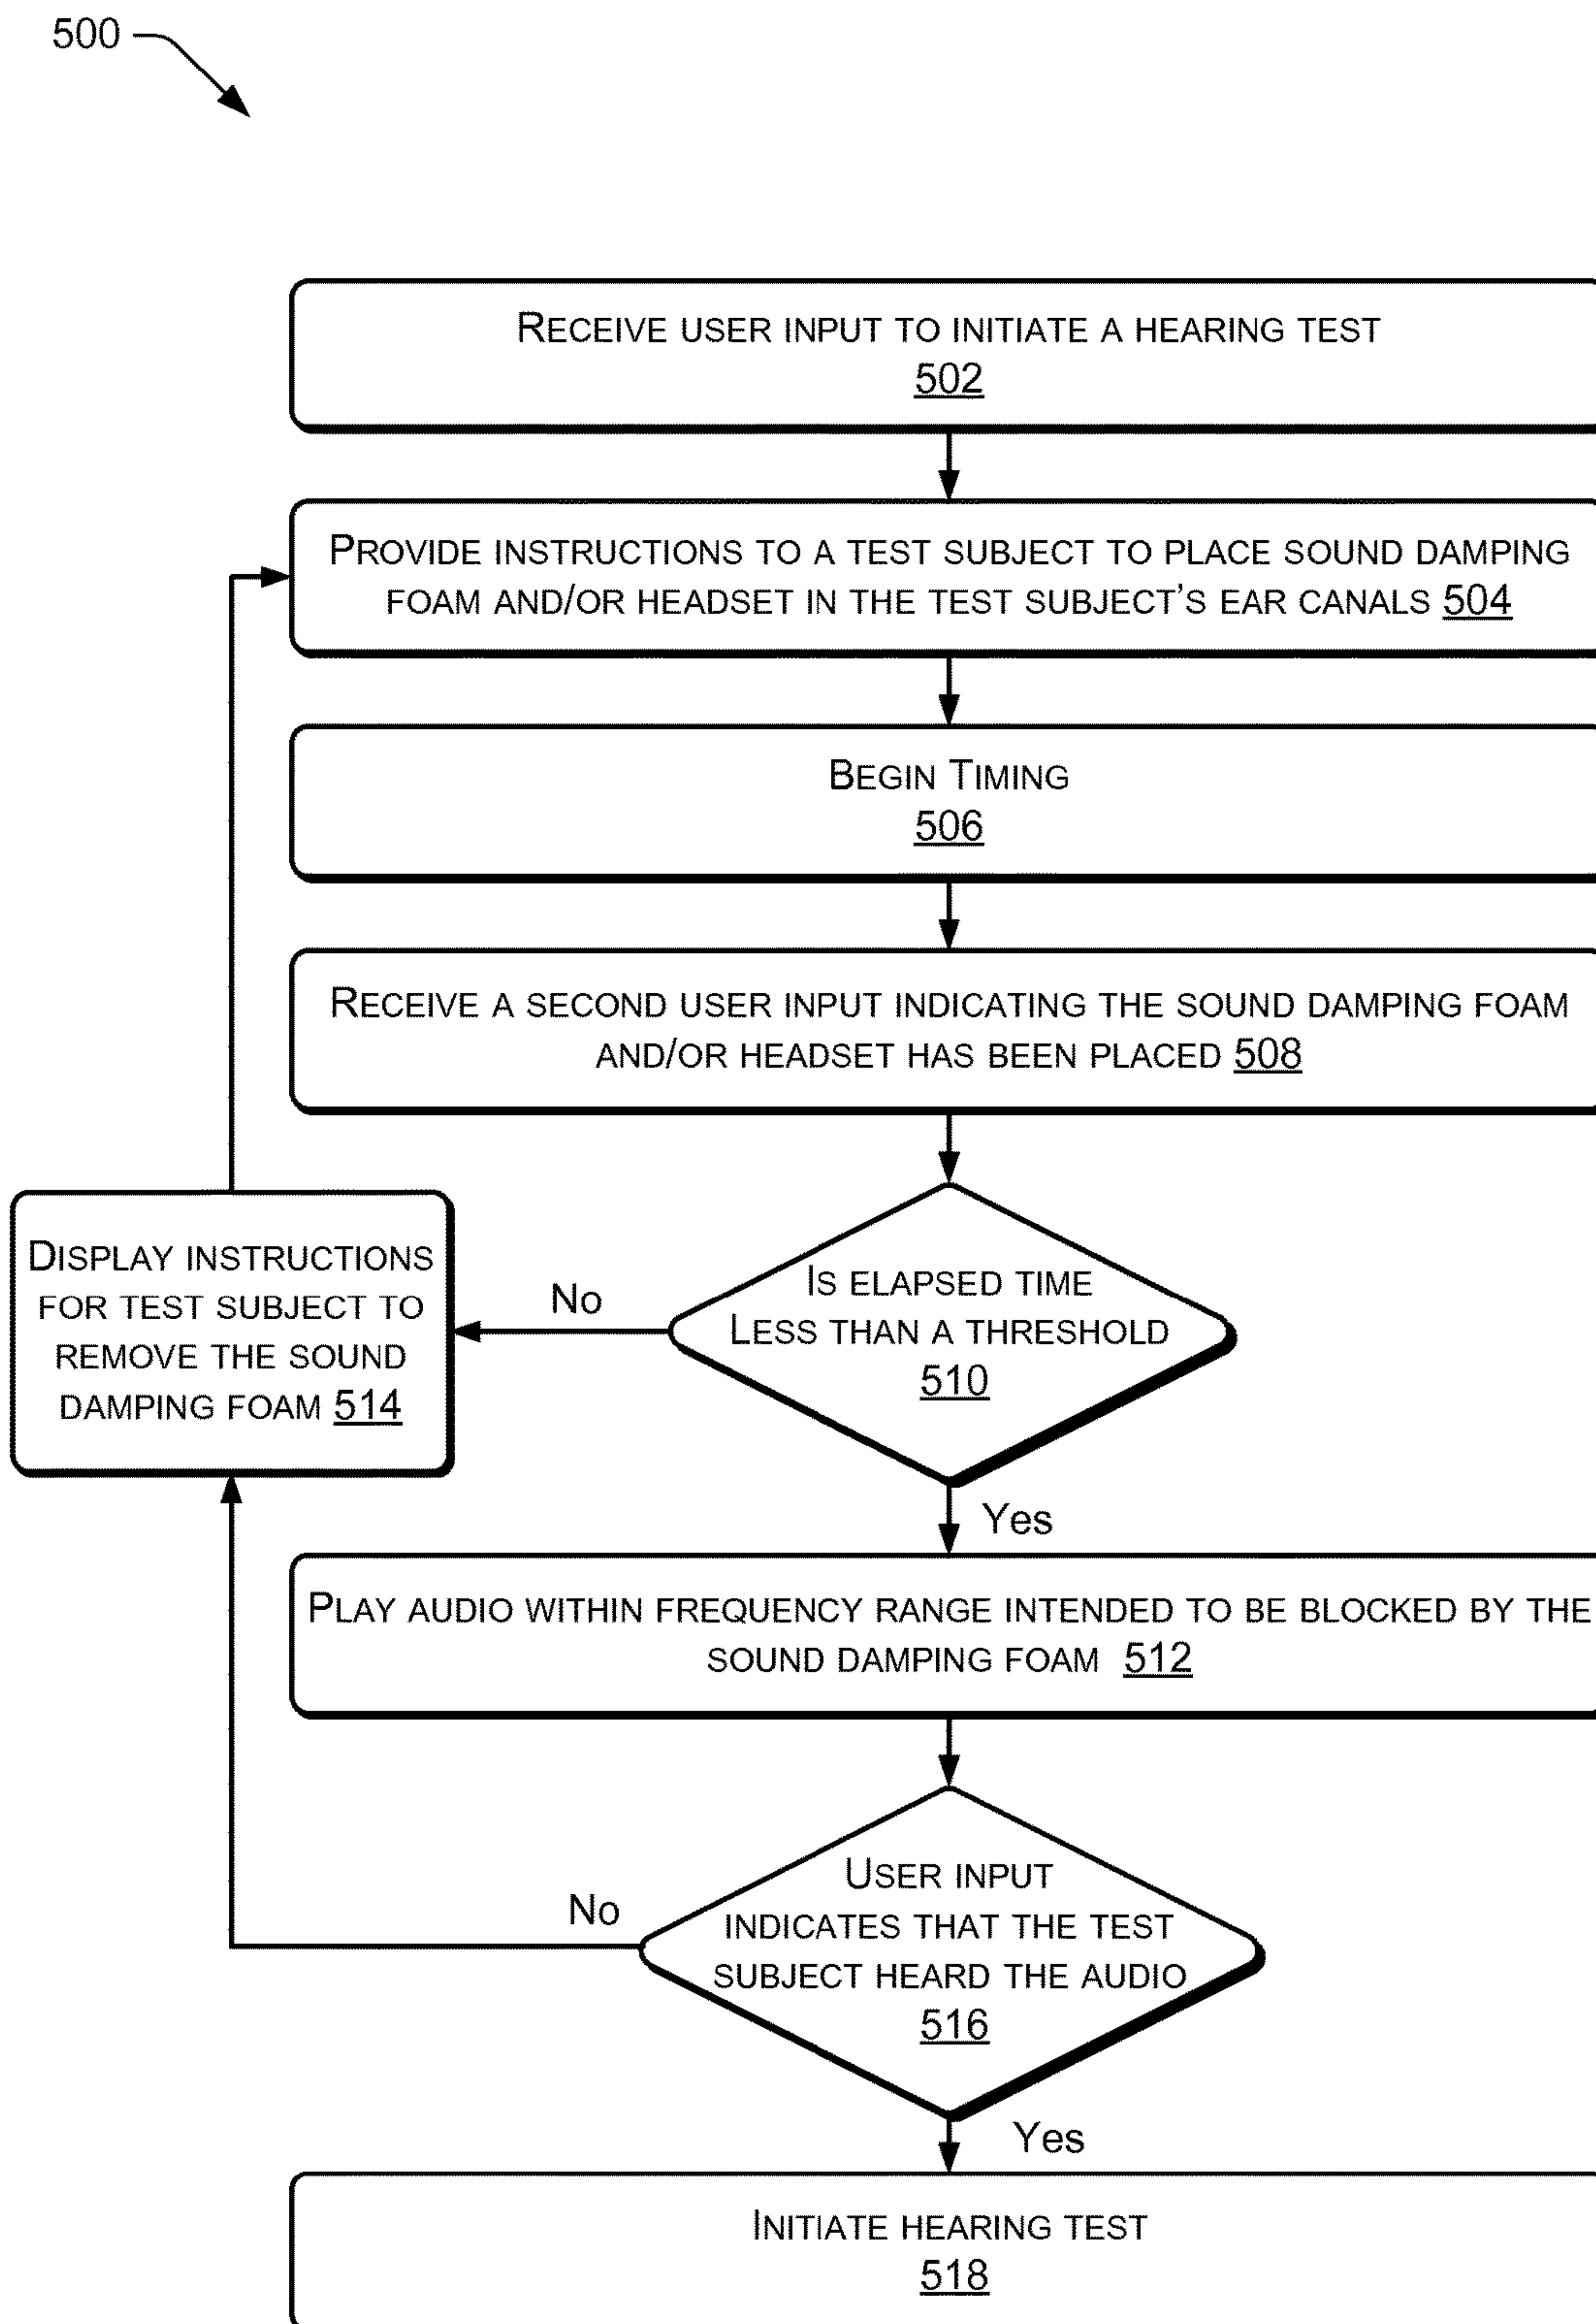 500
RECEIVE USER INPUT TO INITIATE A HEARING TEST
502
PROVIDE INSTRUCTIONS TO A TEST SUBJECT TO PLACE SOUND DAMPING
FOAM AND/OR HEADSET IN THE TEST SUBJECT'S EAR CANALS 504
BEGIN TIMING
506
RECEIVE A SECOND USER INPUT INDICATING THE SOUND DAMPING FOAM
AND/OR HEADSET HAS BEEN PLACED 508
IS ELAPSED TIME
LESS THAN A THRESHOLD
510
No
DISPLAY INSTRUCTIONS
FOR TEST SUBJECT TO
REMOVE THE SOUND
DAMPING FOAM 514
Yes
PLAY AUDIO WITHIN FREQUENCY RANGE INTENDED TO BE BLOCKED BY THE
SOUND DAMPING FOAM 512
USER INPUT
INDICATES THAT THE TEST
SUBJECT HEARD THE AUDIO
516
No
Yes
INITIATE HEARING TEST
518